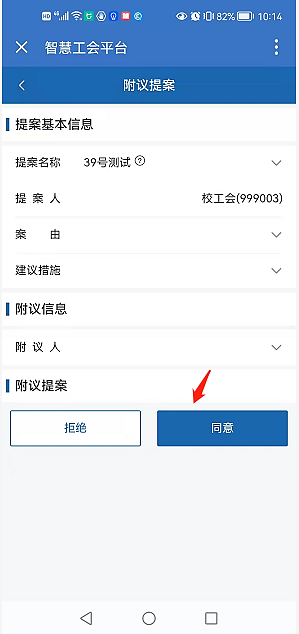 82% 10:14
智慧工会平台
附议提案
提案基本信息
提案名称 39号测试
提 案 人 校工会(999003)
案 由
建议措施
附议信息
附 议 人
附议提案
拒绝 同意